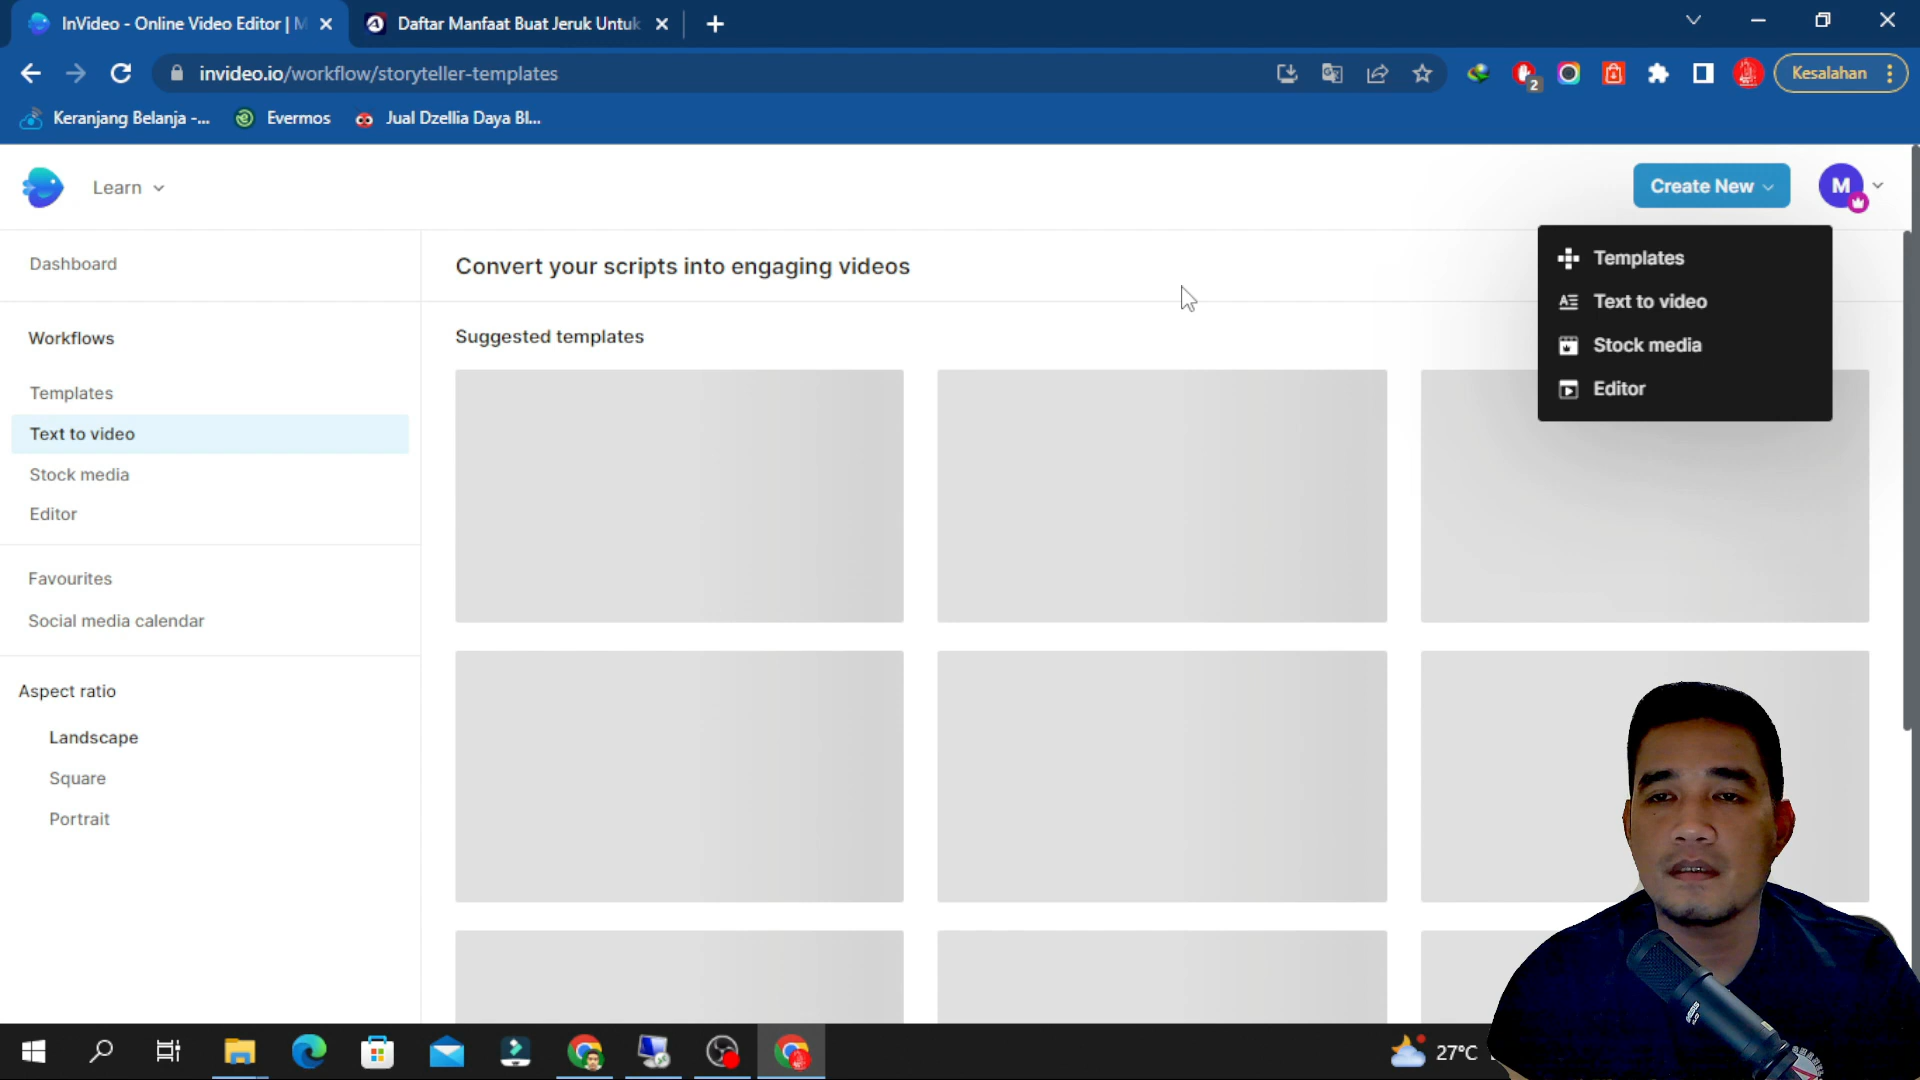 InVideo - Online Video Editor |
Daftar Manfaat Buat Jeruk Untuk
invideo.io/workflow/storyteller-templates
2
Kesalahan
Keranjang Belanja -...
Evermos
Jual Dzellia Daya Bl...
Learn
Create New
M
Dashboard
Convert your scripts into engaging videos
Templates
Text to video
Stock media
Editor
Workflows
Suggested templates
Templates
Text to video
Stock media
Editor
Favourites
Social media calendar
Aspect ratio
Landscape
Square
Portrait
27°C